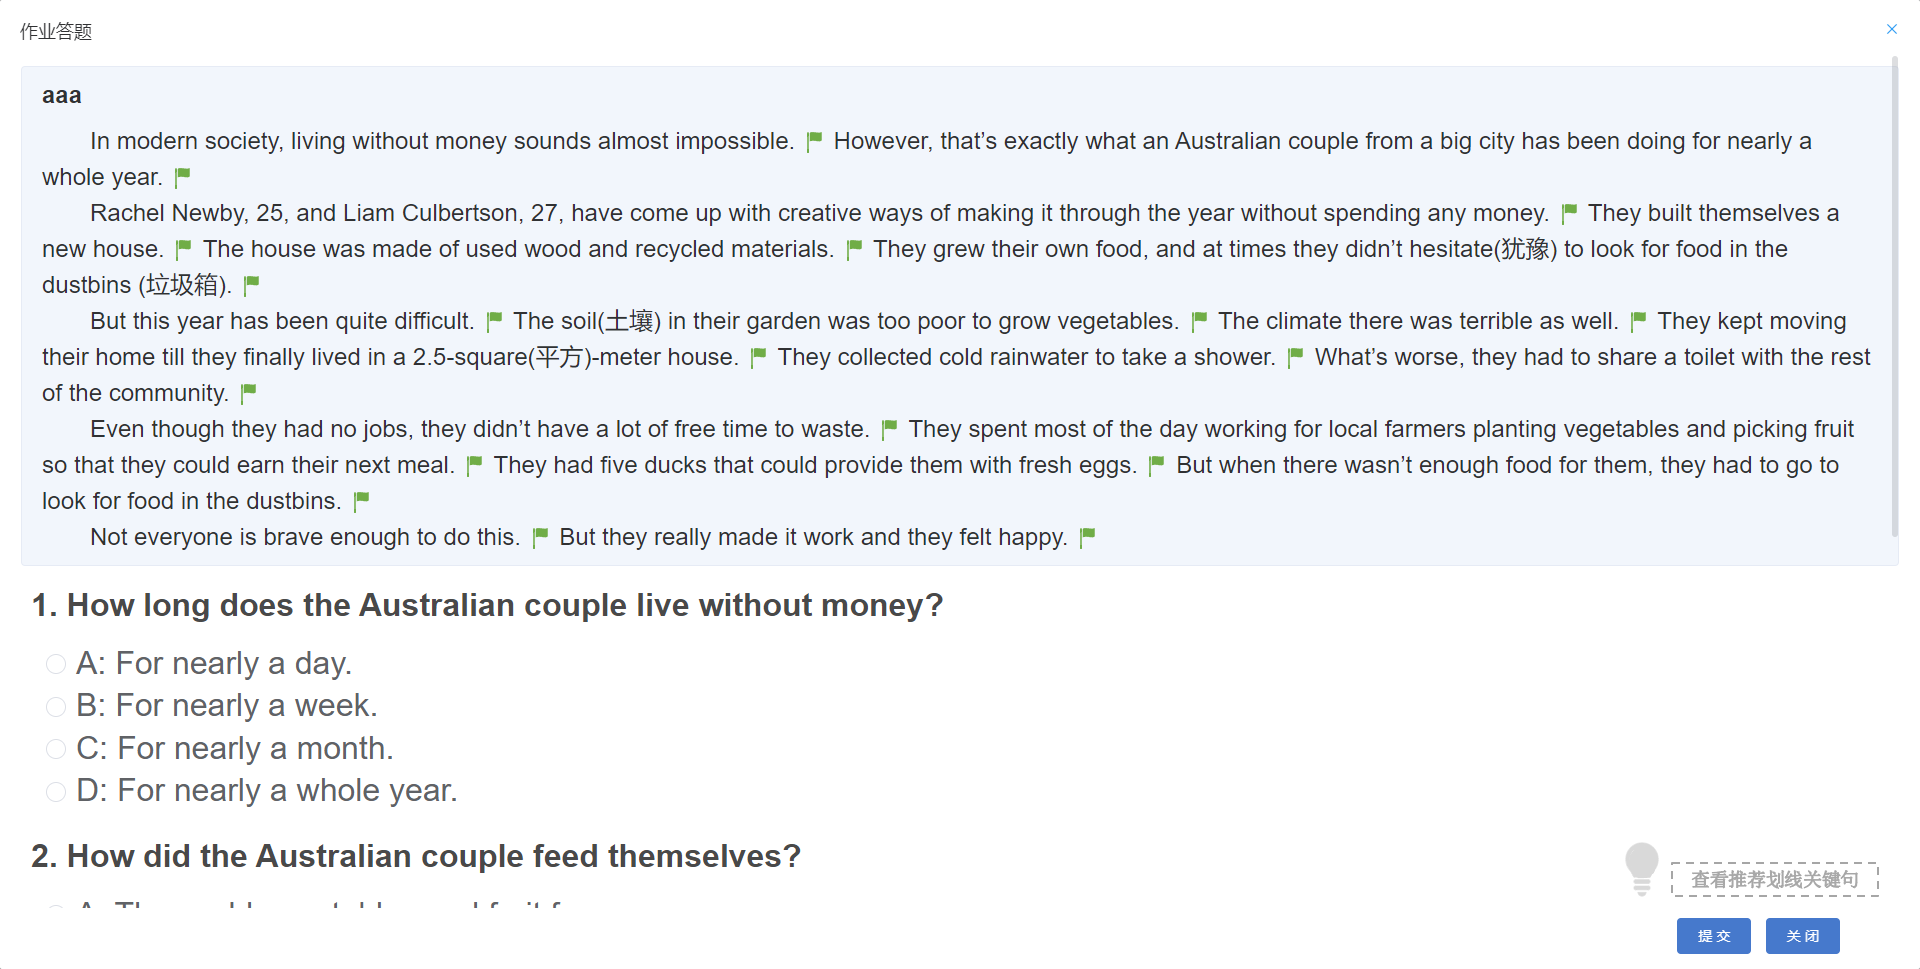 作业答题
aaa
In modern society, living without money sounds almost impossible. However, that’s exactly what an Australian couple from a big city has been doing for nearly a
whole year.
Rachel Newby, 25, and Liam Culbertson, 27, have come up with creative ways of making it through the year without spending any money. They built themselves a
new house. The house was made of used wood and recycled materials. They grew their own food, and at times they didn’t hesitate(犹豫) to look for food in the
dustbins (垃圾箱).
But this year has been quite difficult. The soil(土壤) in their garden was too poor to grow vegetables. The climate there was terrible as well. They kept moving
their home till they finally lived in a 2.5-square(平方)-meter house. They collected cold rainwater to take a shower. What’s worse, they had to share a toilet with the rest
of the community.
Even though they had no jobs, they didn’t have a lot of free time to waste. They spent most of the day working for local farmers planting vegetables and picking fruit
so that they could earn their next meal. They had five ducks that could provide them with fresh eggs. But when there wasn’t enough food for them, they had to go to
look for food in the dustbins.
Not everyone is brave enough to do this. But they really made it work and they felt happy.
1. How long does the Australian couple live without money?
A: For nearly a day.
B: For nearly a week.
C: For nearly a month.
D: For nearly a whole year.
2. How did the Australian couple feed themselves?
查看推荐划线关键句
提交 关闭